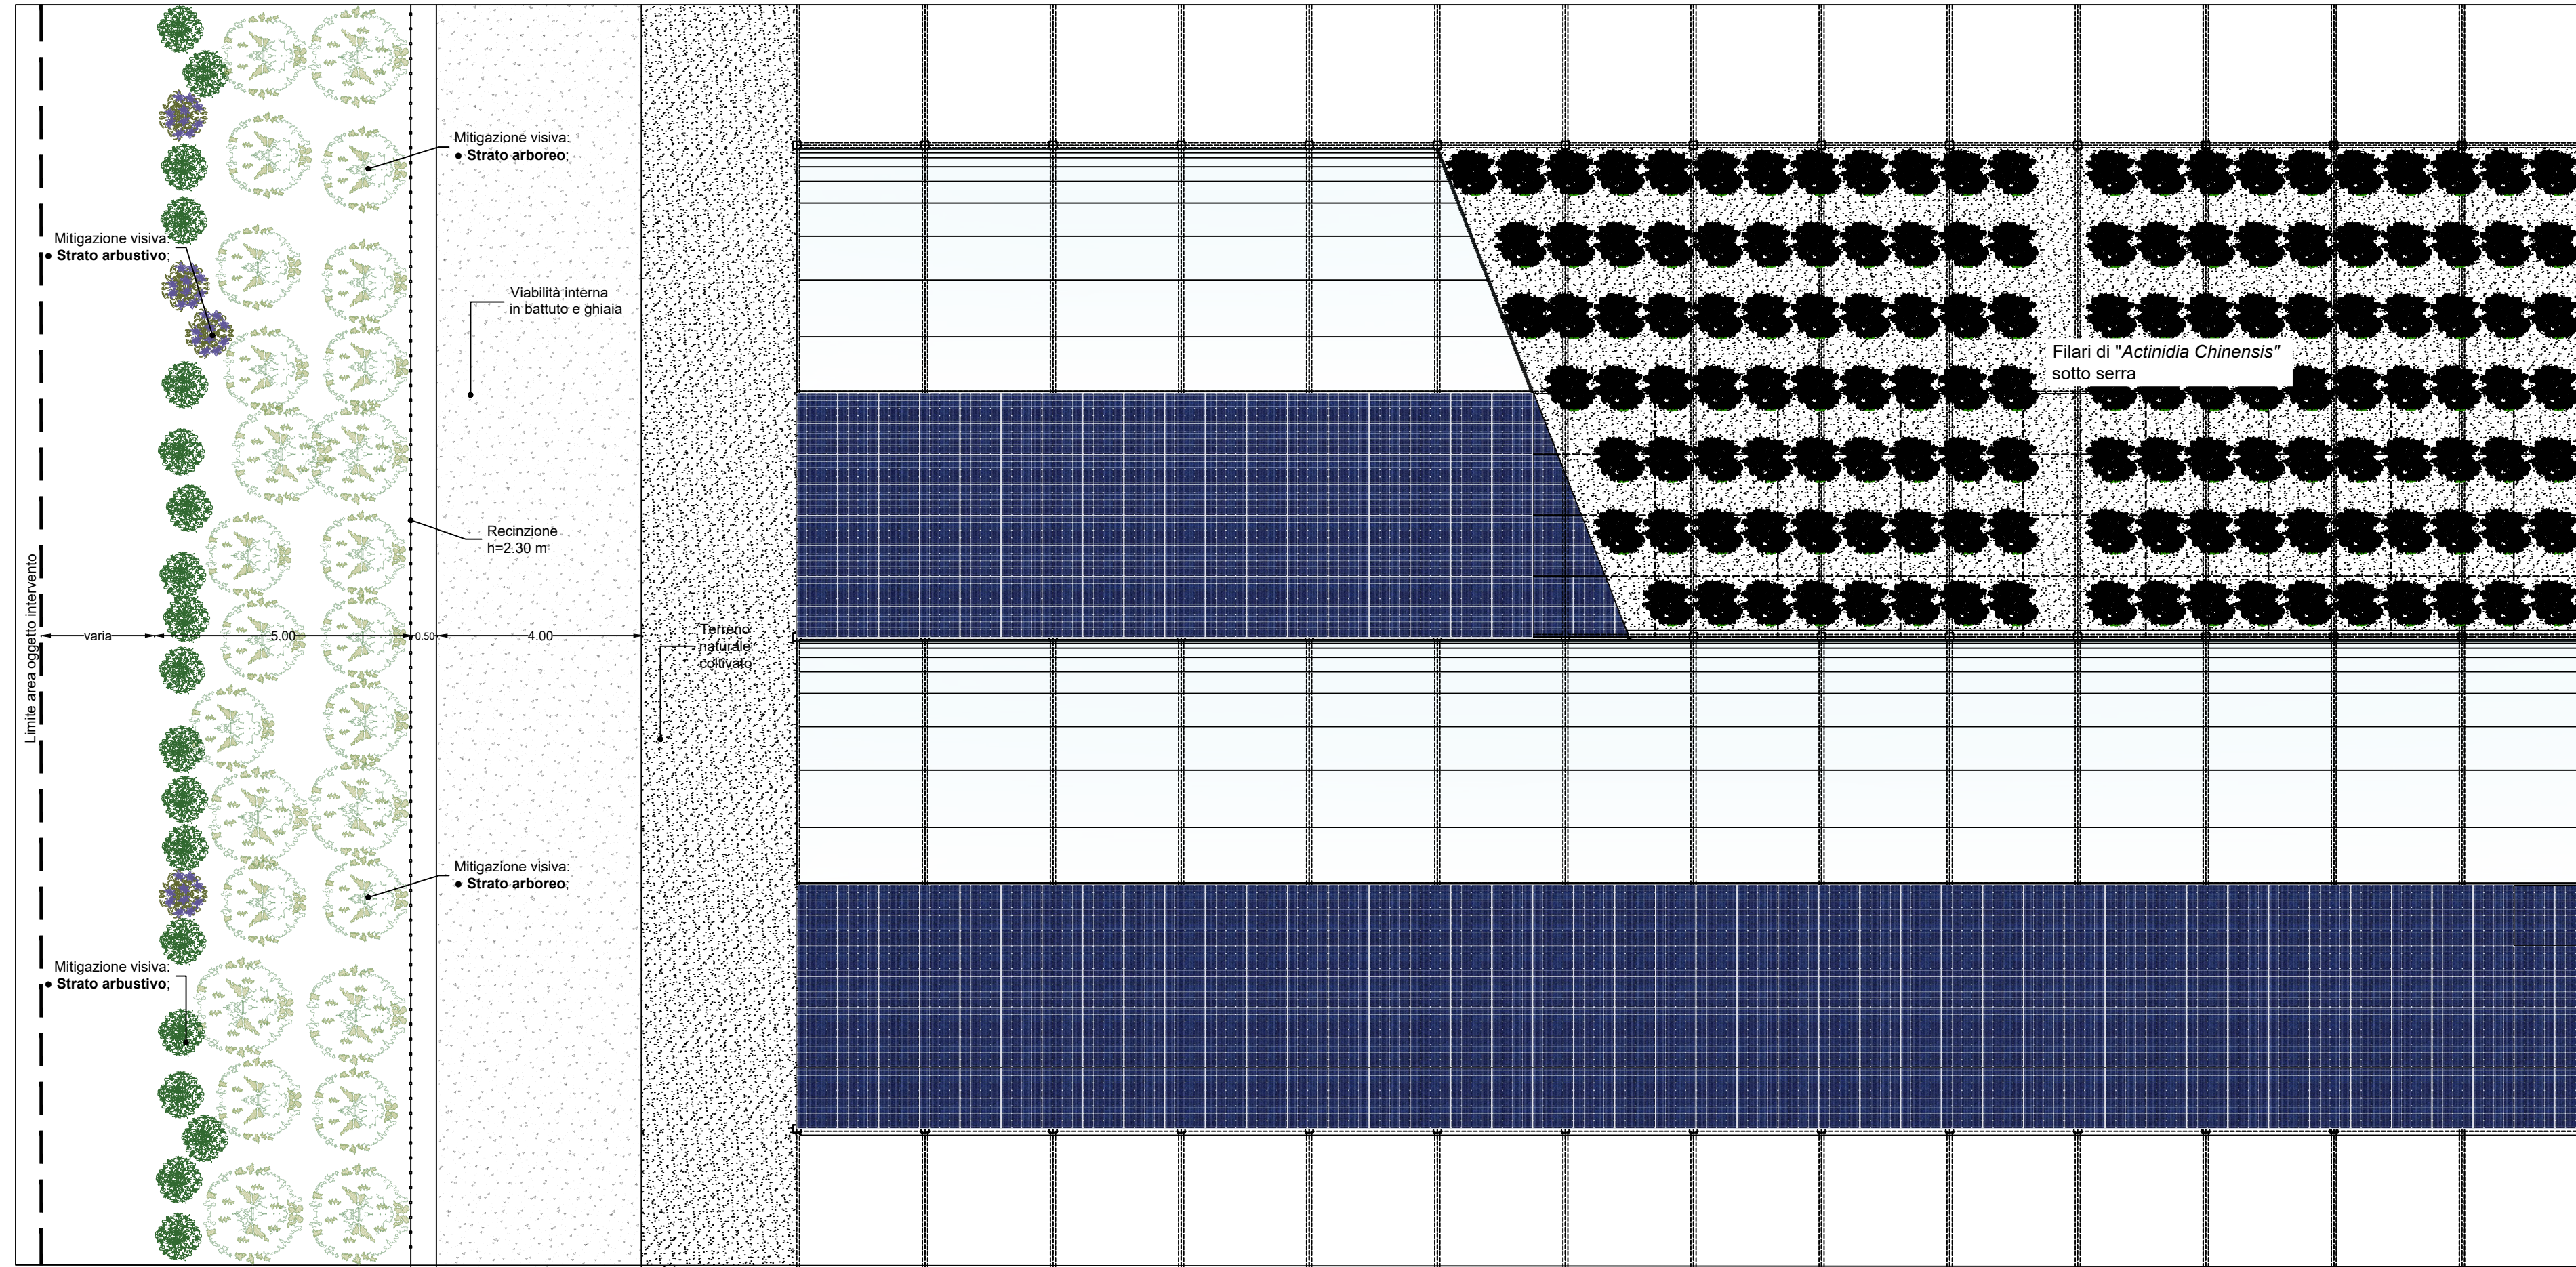 Mitigazione visiva:
● Strato arboreo;
Mitigazione visiva:
● Strato arbustivo;
Viabilità interna
in battuto e ghiaia
Filari di "Actinidia Chinensis"
sotto serra
Recinzione
h=2.30 m
Limite area oggetto intervento
varia
5.00
0.50
4.00
Terreno
naturale
coltivato
Mitigazione visiva:
● Strato arboreo;
Mitigazione visiva:
● Strato arbustivo;